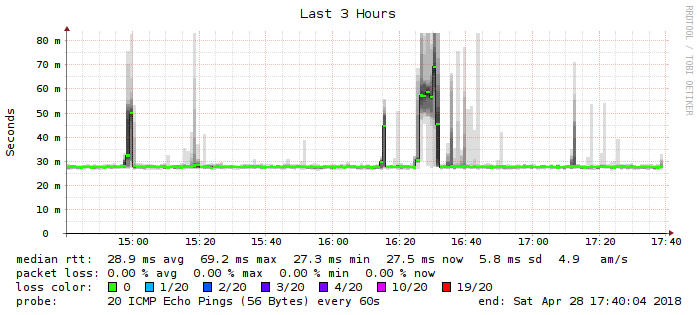 Last 3 Hours
RRDTOOL / TOBI OETIKER
Seconds
80 m
70 m
60 m
50 m
40 m
30 m
20 m
10 m
0
15:00 15:20 15:40 16:00 16:20 16:40 17:00 17:20 17:40
median rtt: 28.9 ms avg 69.2 ms max 27.3 ms min 27.5 ms now 5.8 ms sd 4.9 am/s
packet loss: 0.00 % avg 0.00 % max 0.00 % min 0.00 % now
loss color: 0 1/20 2/20 3/20 4/20 10/20 19/20
probe: 20 ICMP Echo Pings (56 Bytes) every 60s end: Sat Apr 28 17:40:04 2018